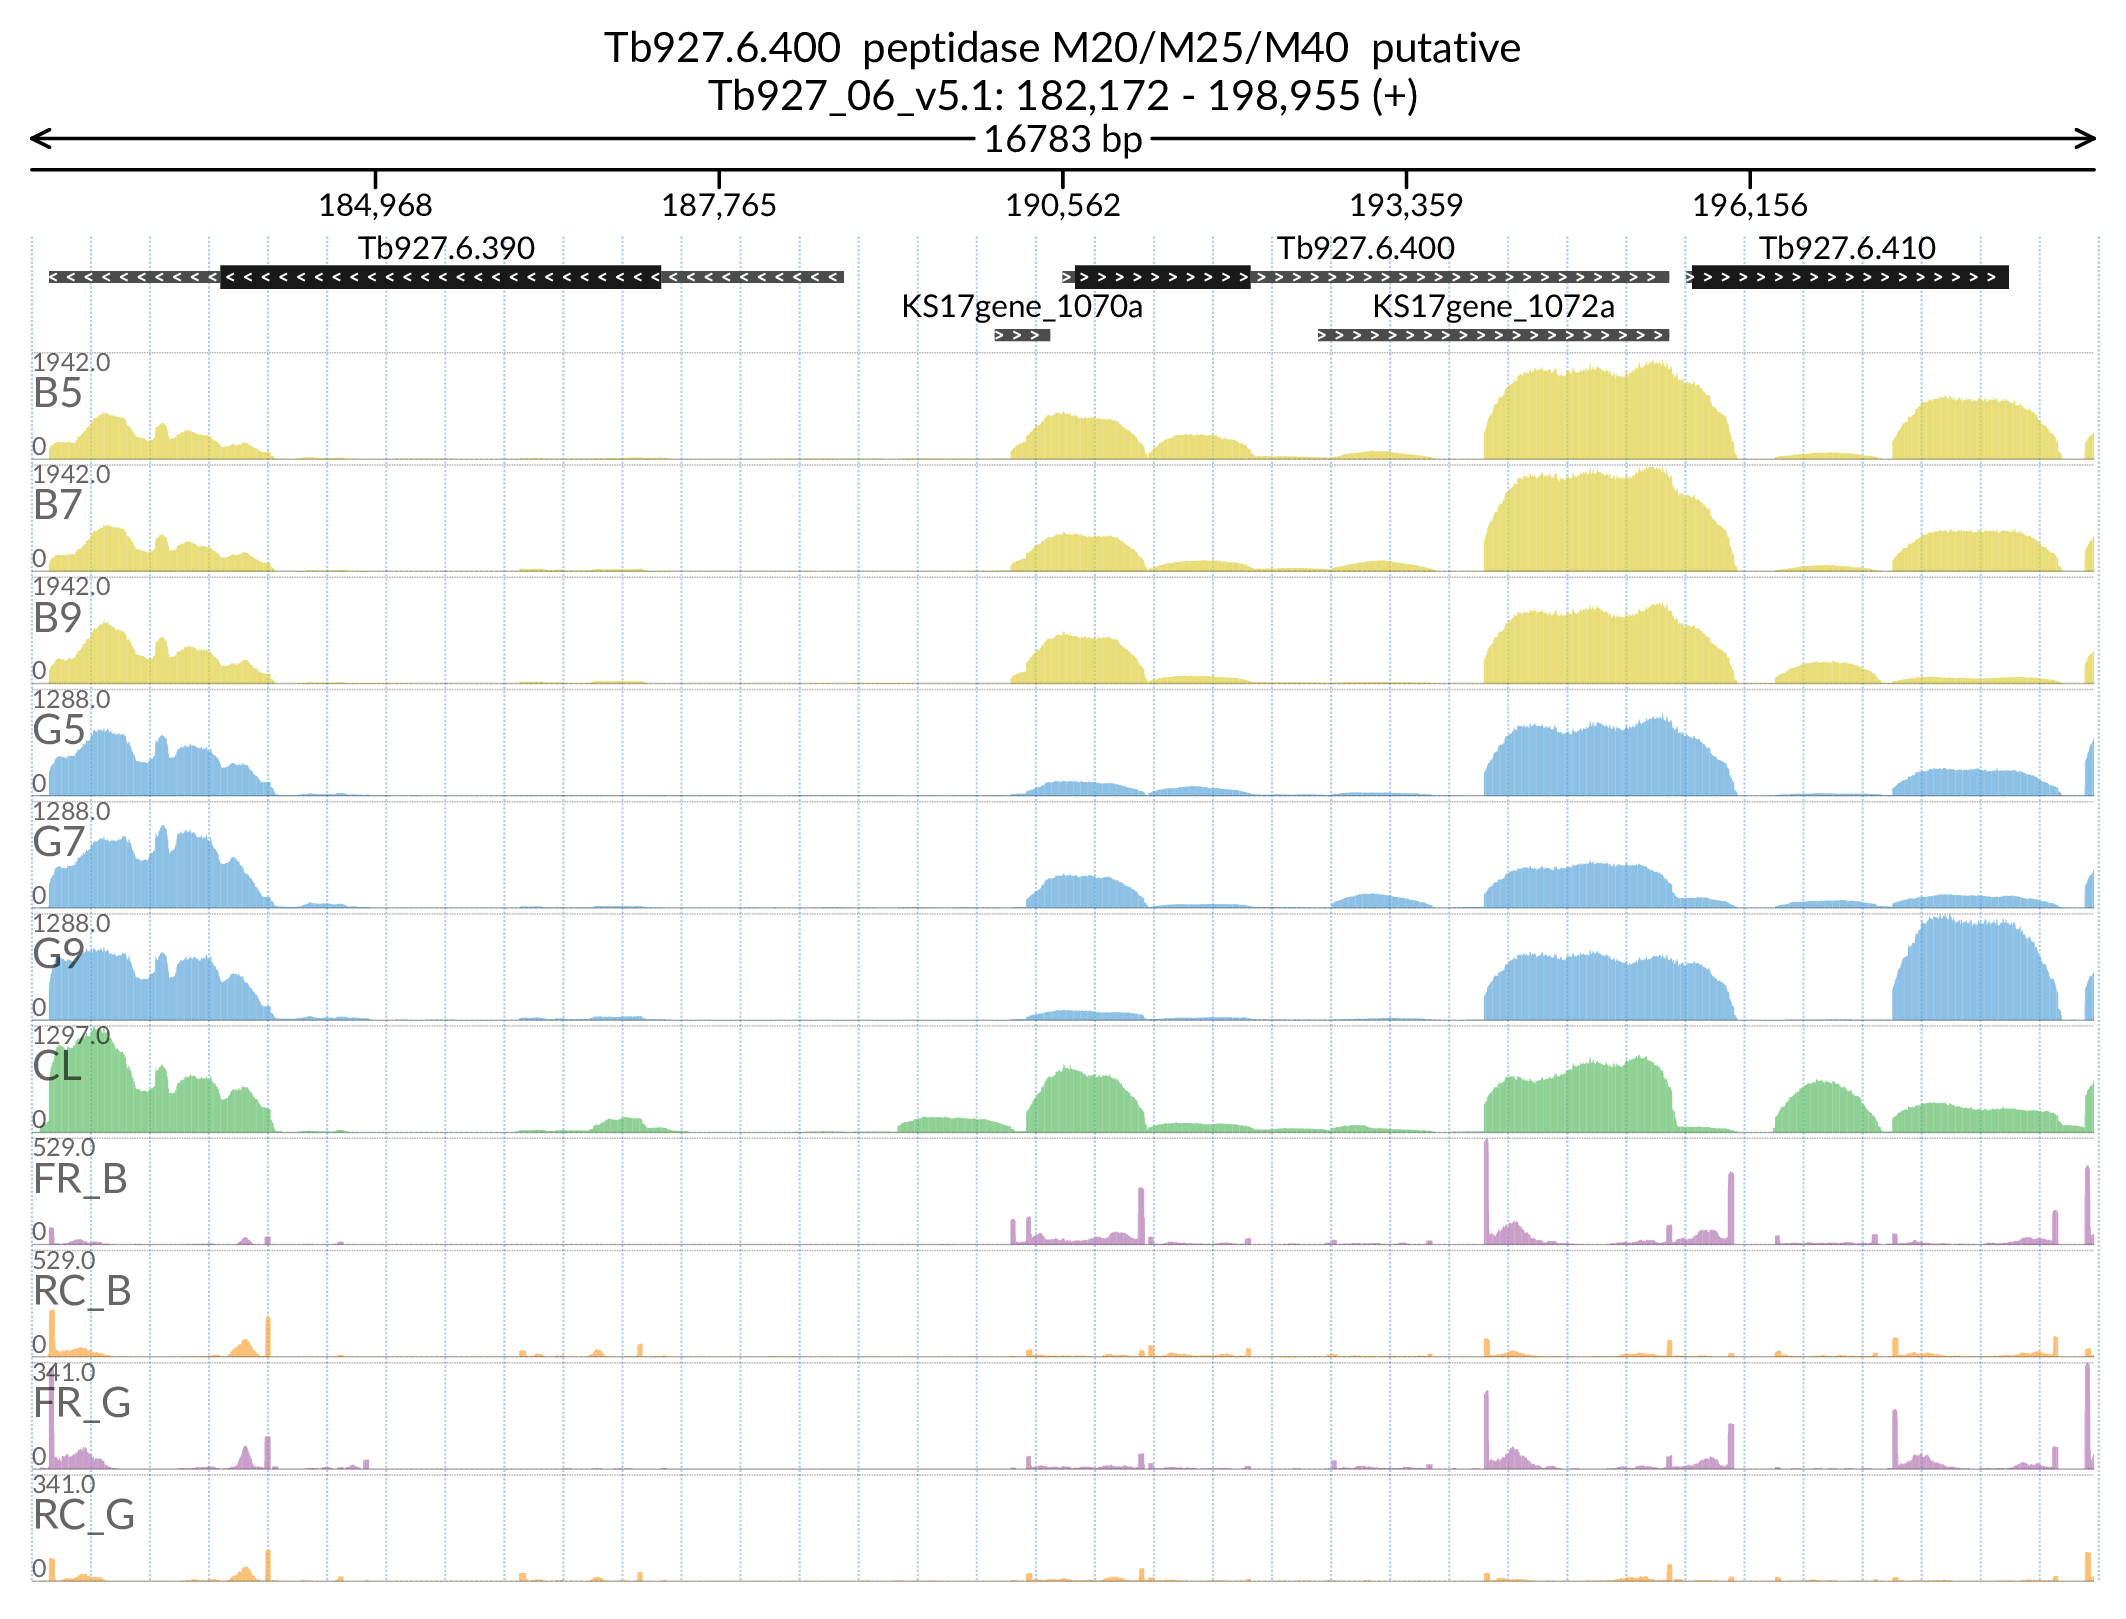 Tb927.6.400  peptidase M20/M25/M40  putative
Tb927_06_v5.1: 182,172 - 198,955 (+)
16783 bp
184,968 187,765 190,562 193,359 196,156
Tb927.6.390 Tb927.6.400 Tb927.6.410
KS17gene_1070a KS17gene_1072a
1942.0
B5
0
1942.0
B7
0
1942.0
B9
0
1288.0
G5
0
1288.0
G7
0
1288.0
G9
0
1297.0
CL
0
529.0
FR_B
0
529.0
RC_B
0
341.0
FR_G
0
341.0
RC_G
0